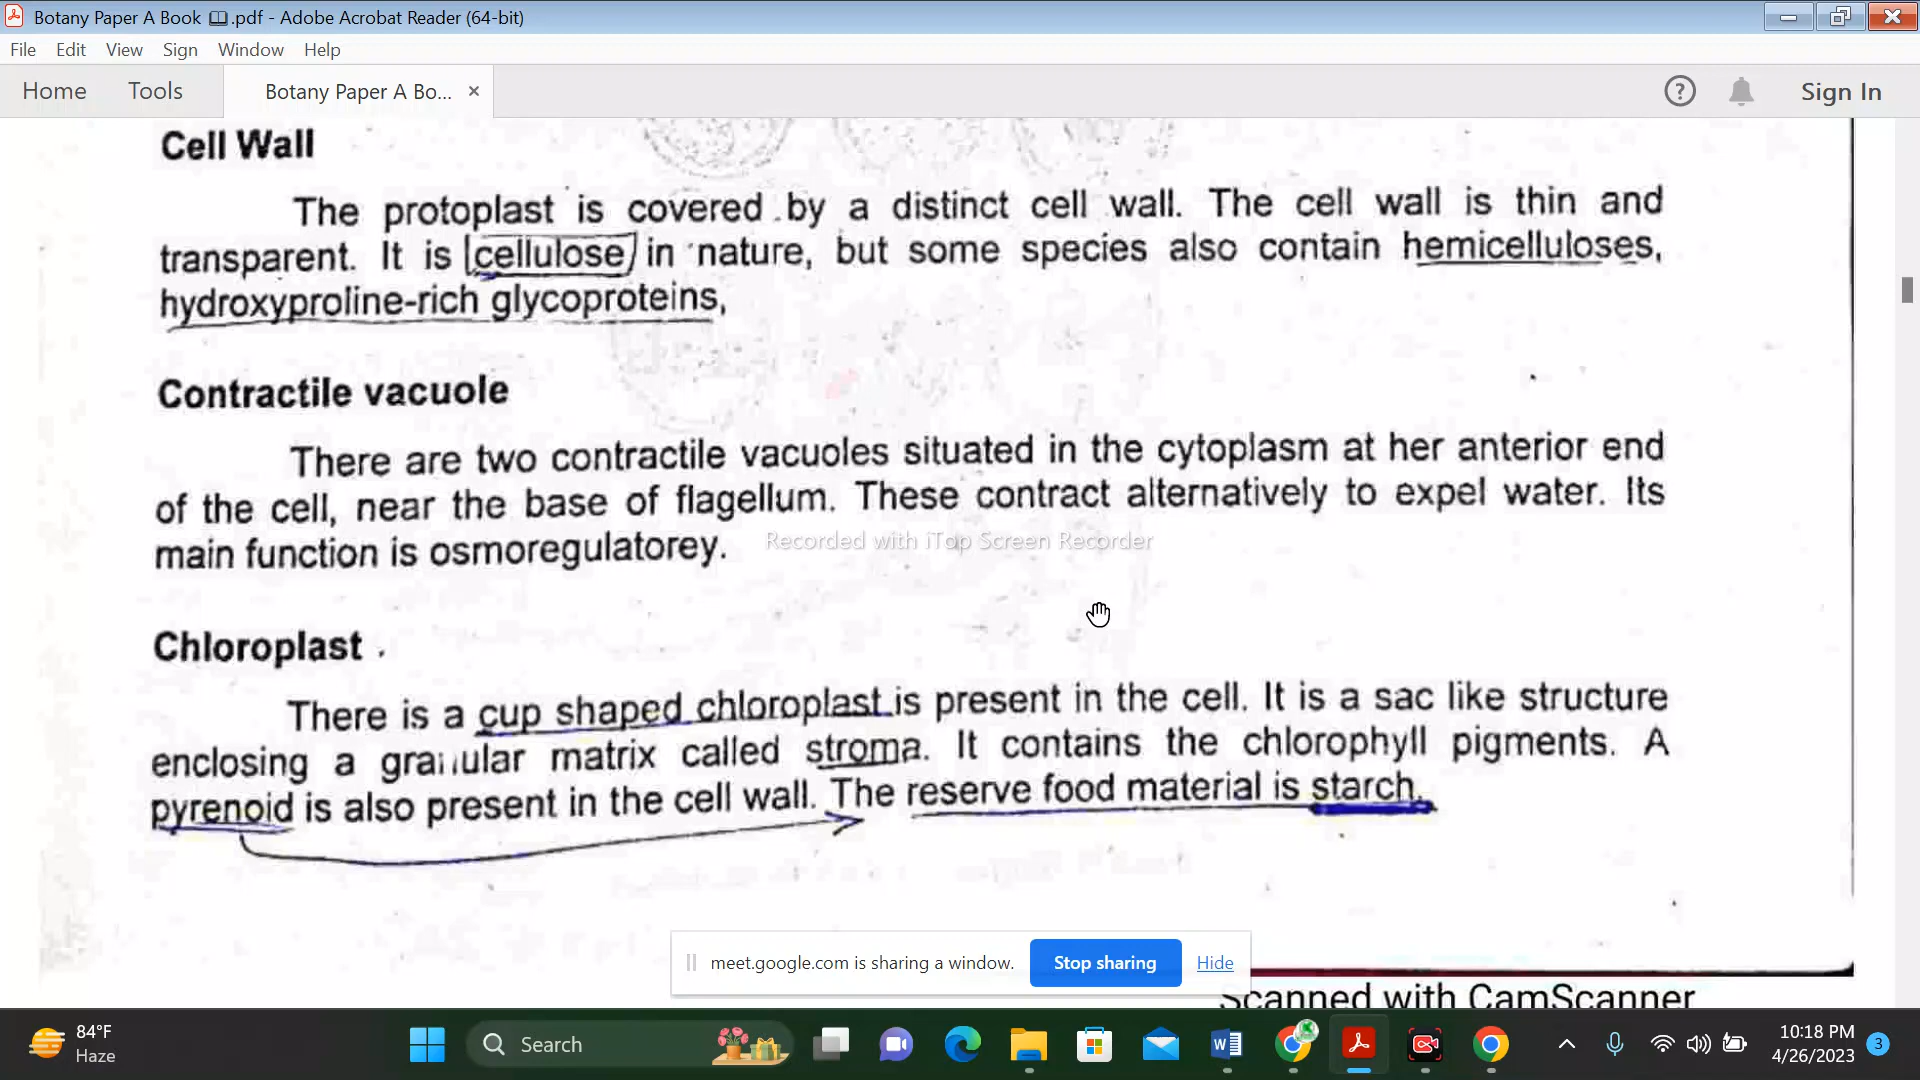 Botany Paper A Book 📖.pdf - Adobe Acrobat Reader (64-bit)
File Edit View Sign Window Help
Home Tools Botany Paper A Bo... × ? Sign In
Cell Wall
The protoplast is covered by a distinct cell wall. The cell wall is thin and
transparent. It is cellulose in nature, but some species also contain hemicelluloses,
hydroxyproline-rich glycoproteins,
Contractile vacuole
There are two contractile vacuoles situated in the cytoplasm at her anterior end
of the cell, near the base of flagellum. These contract alternatively to expel water. Its
main function is osmoregulatorey.
Recorded with iTop Screen Recorder
Chloroplast
There is a cup shaped chloroplast is present in the cell. It is a sac like structure
enclosing a granular matrix called stroma. It contains the chlorophyll pigments. A
pyrenoid is also present in the cell wall. The reserve food material is starch.
meet.google.com is sharing a window. Stop sharing Hide
Scanned with CamScanner
84°F
Haze
Search
10:18 PM
4/26/2023
3